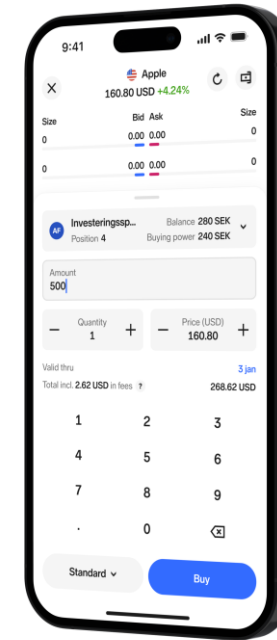 9:41
Apple
160.80 USD +4.24%
Size Bid Ask Size
0 0.00 0.00 0
0 0.00 0.00 0
AF Investeringssp... Balance 280 SEK
Position 4 Buying power 240 SEK
Amount
500
Quantity Price (USD)
− 1 + − 160.80 +
Valid thru 3 jan
Total incl. 2.62 USD in fees ? 268.62 USD
1 2 3
4 5 6
7 8 9
. 0
Standard Buy